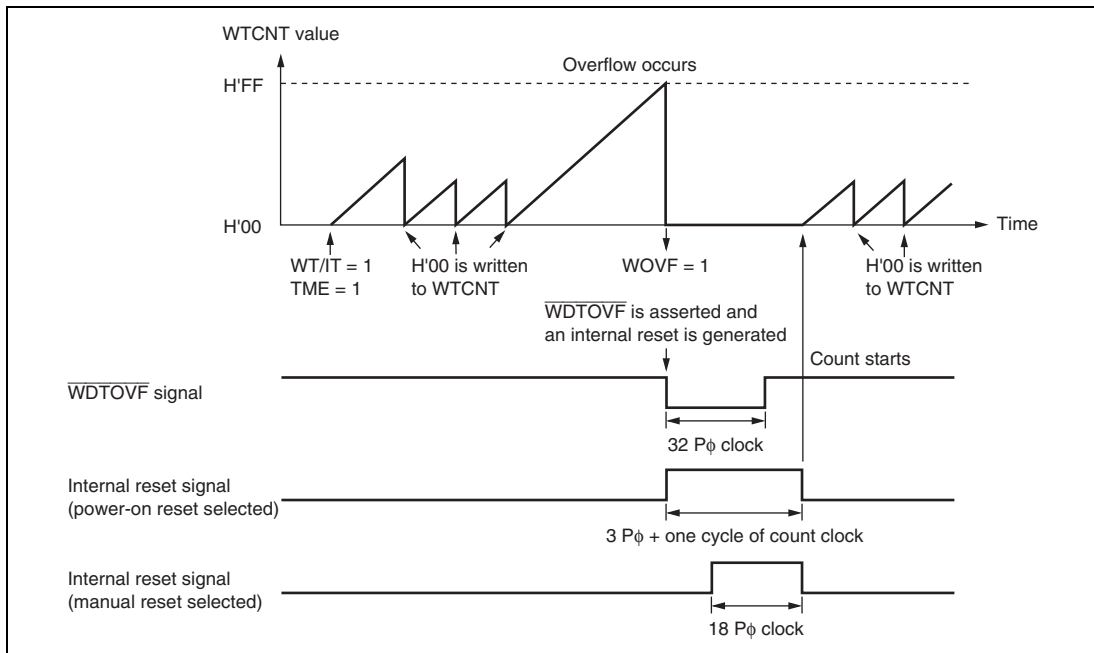 WTCNT value
Overflow occurs
H'FF
H'00
Time
WT/IT = 1
TME = 1
H'00 is written
to WTCNT
WOVF = 1
H'00 is written
to WTCNT
WDTOVF is asserted and
an internal reset is generated
Count starts
WDTOVF signal
32 Pϕ clock
Internal reset signal
(power-on reset selected)
3 Pϕ + one cycle of count clock
Internal reset signal
(manual reset selected)
18 Pϕ clock